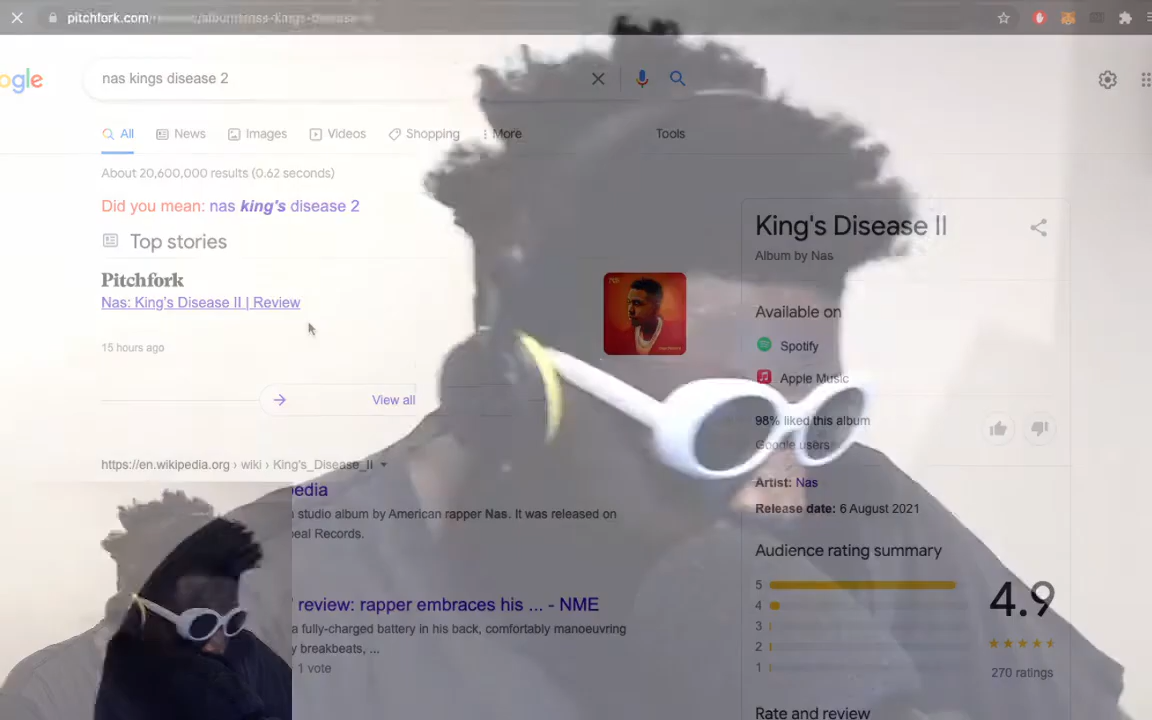 pitchfork.com
ogle
nas kings disease 2
All
News
Images
Videos
Shopping
More
Tools
About 20,600,000 results (0.62 seconds)
Did you mean: nas king's disease 2
Top stories
Pitchfork
Nas: King's Disease II | Review
15 hours ago
View all
https://en.wikipedia.org › wiki › King's_Disease_II
edia
studio album by American rapper Nas. It was released on
eal Records.
review: rapper embraces his ... - NME
a fully-charged battery in his back, comfortably manoeuvring
y breakbeats, ...
1 vote
King's Disease II
Album by Nas
Available on
Spotify
Apple Music
98% liked this album
Google users
Artist: Nas
Release date: 6 August 2021
Audience rating summary
5
4
3
2
1
4.9
270 ratings
Rate and review